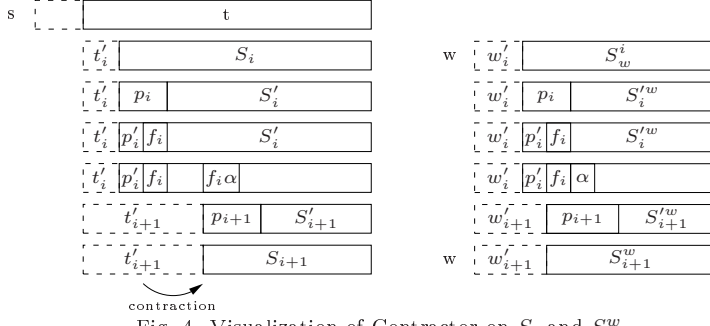 s t
t′_i S_i w w′_i S^i_w
t′_i p_i S′_i w′_i p_i S′^w_i
t′_i p′_i f_i S′_i w′_i p′_i f_i S′^w_i
t′_i p′_i f_i f_iα w′_i p′_i f_i α
t′_{i+1} p_{i+1} S′_{i+1} w′_{i+1} p_{i+1} S′^w_{i+1}
t′_{i+1} S_{i+1} w w′_{i+1} S^w_{i+1}
contraction
Fig. 4. Visualization of Contractor on S_i and S^w_i